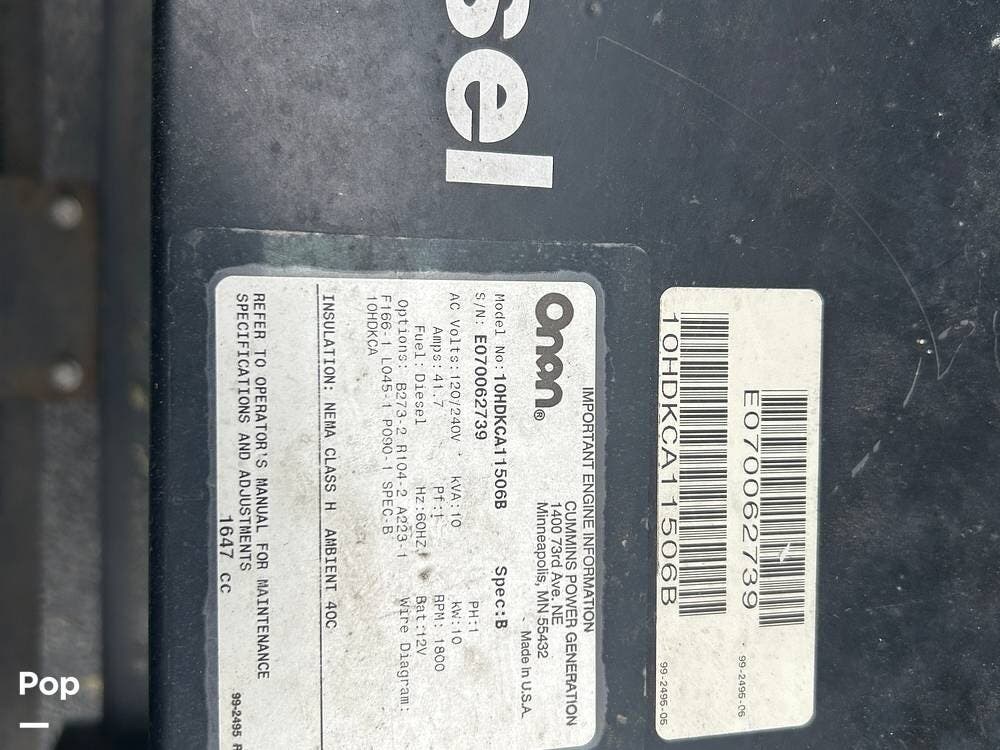 sel
E070062739
99-2496-06
10HDKCA11506B
99-2496-05
IMPORTANT ENGINE INFORMATION
Onan®
CUMMINS POWER GENERATION
1400 73rd Ave. NE
Minneapolis, MN 55432
Made in U.S.A.
Model No:10HDKCA11506B Spec:B
S/N: E070062739 PH:1
AC Volts:120/240V kVA:10 kW:10
Amps:41.7 Pf:1 RPM: 1800
Fuel:Diesel Hz:60HZ Bat:12V
Options: B273-2 R104-2 A223-1 Wire Diagram:
F166-1 L045-1 P090-1 SPEC-B
10HDKCA
INSULATION: NEMA CLASS H AMBIENT 40C
REFER TO OPERATOR'S MANUAL FOR MAINTENANCE
SPECIFICATIONS AND ADJUSTMENTS
1647 CC
99-2495
Pop